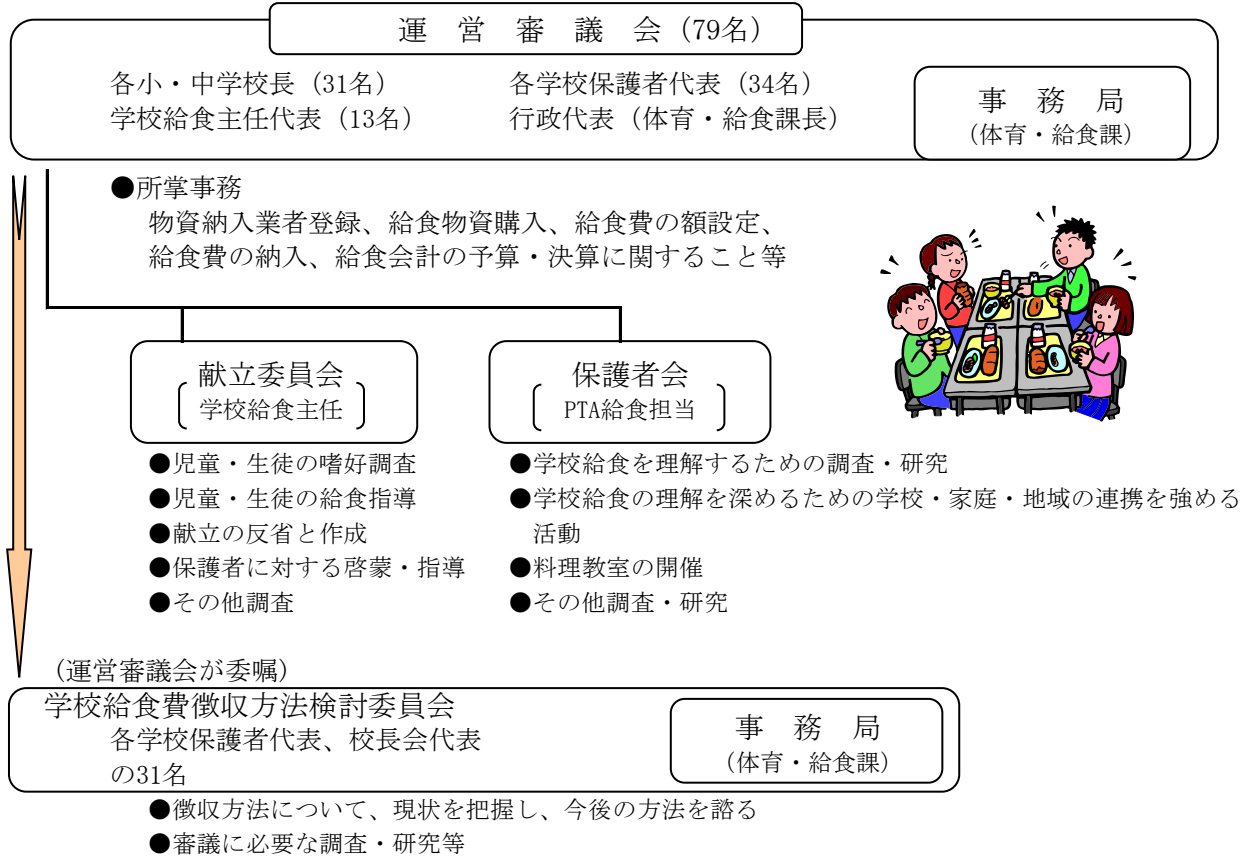 運 営 審 議 会 (79名)
各小・中学校長 (31名) 各学校保護者代表 (34名)
学校給食主任代表 (13名) 行政代表 (体育・給食課長)
事 務 局
(体育・給食課)
●所掌事務
物資納入業者登録、給食物資購入、給食費の額設定、
給食費の納入、給食会計の予算・決算に関すること等
献立委員会
学校給食主任
●児童・生徒の嗜好調査
●児童・生徒の給食指導
●献立の反省と作成
●保護者に対する啓蒙・指導
●その他調査
保護者会
PTA給食担当
●学校給食を理解するための調査・研究
●学校給食の理解を深めるための学校・家庭・地域の連携を強める
活動
●料理教室の開催
●その他調査・研究
(運営審議会が委嘱)
学校給食費徴収方法検討委員会
各学校保護者代表、校長会代表
の31名
事 務 局
(体育・給食課)
●徴収方法について、現状を把握し、今後の方法を諮る
●審議に必要な調査・研究等